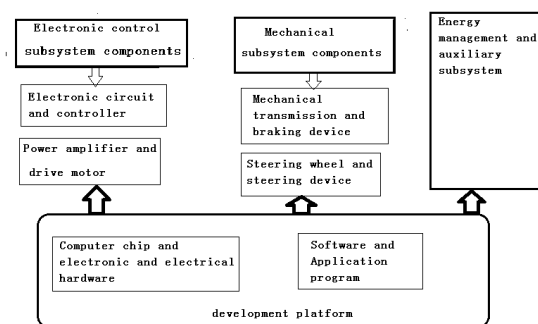 Electronic control
subsystem components
Electronic circuit
and controller
Power amplifier and
drive motor
Mechanical
subsystem components
Mechanical
transmission and
braking device
Steering wheel and
steering device
Energy
management and
auxiliary
subsystem
Computer chip and
electronic and electrical
hardware
Software and
Application
program
development platform